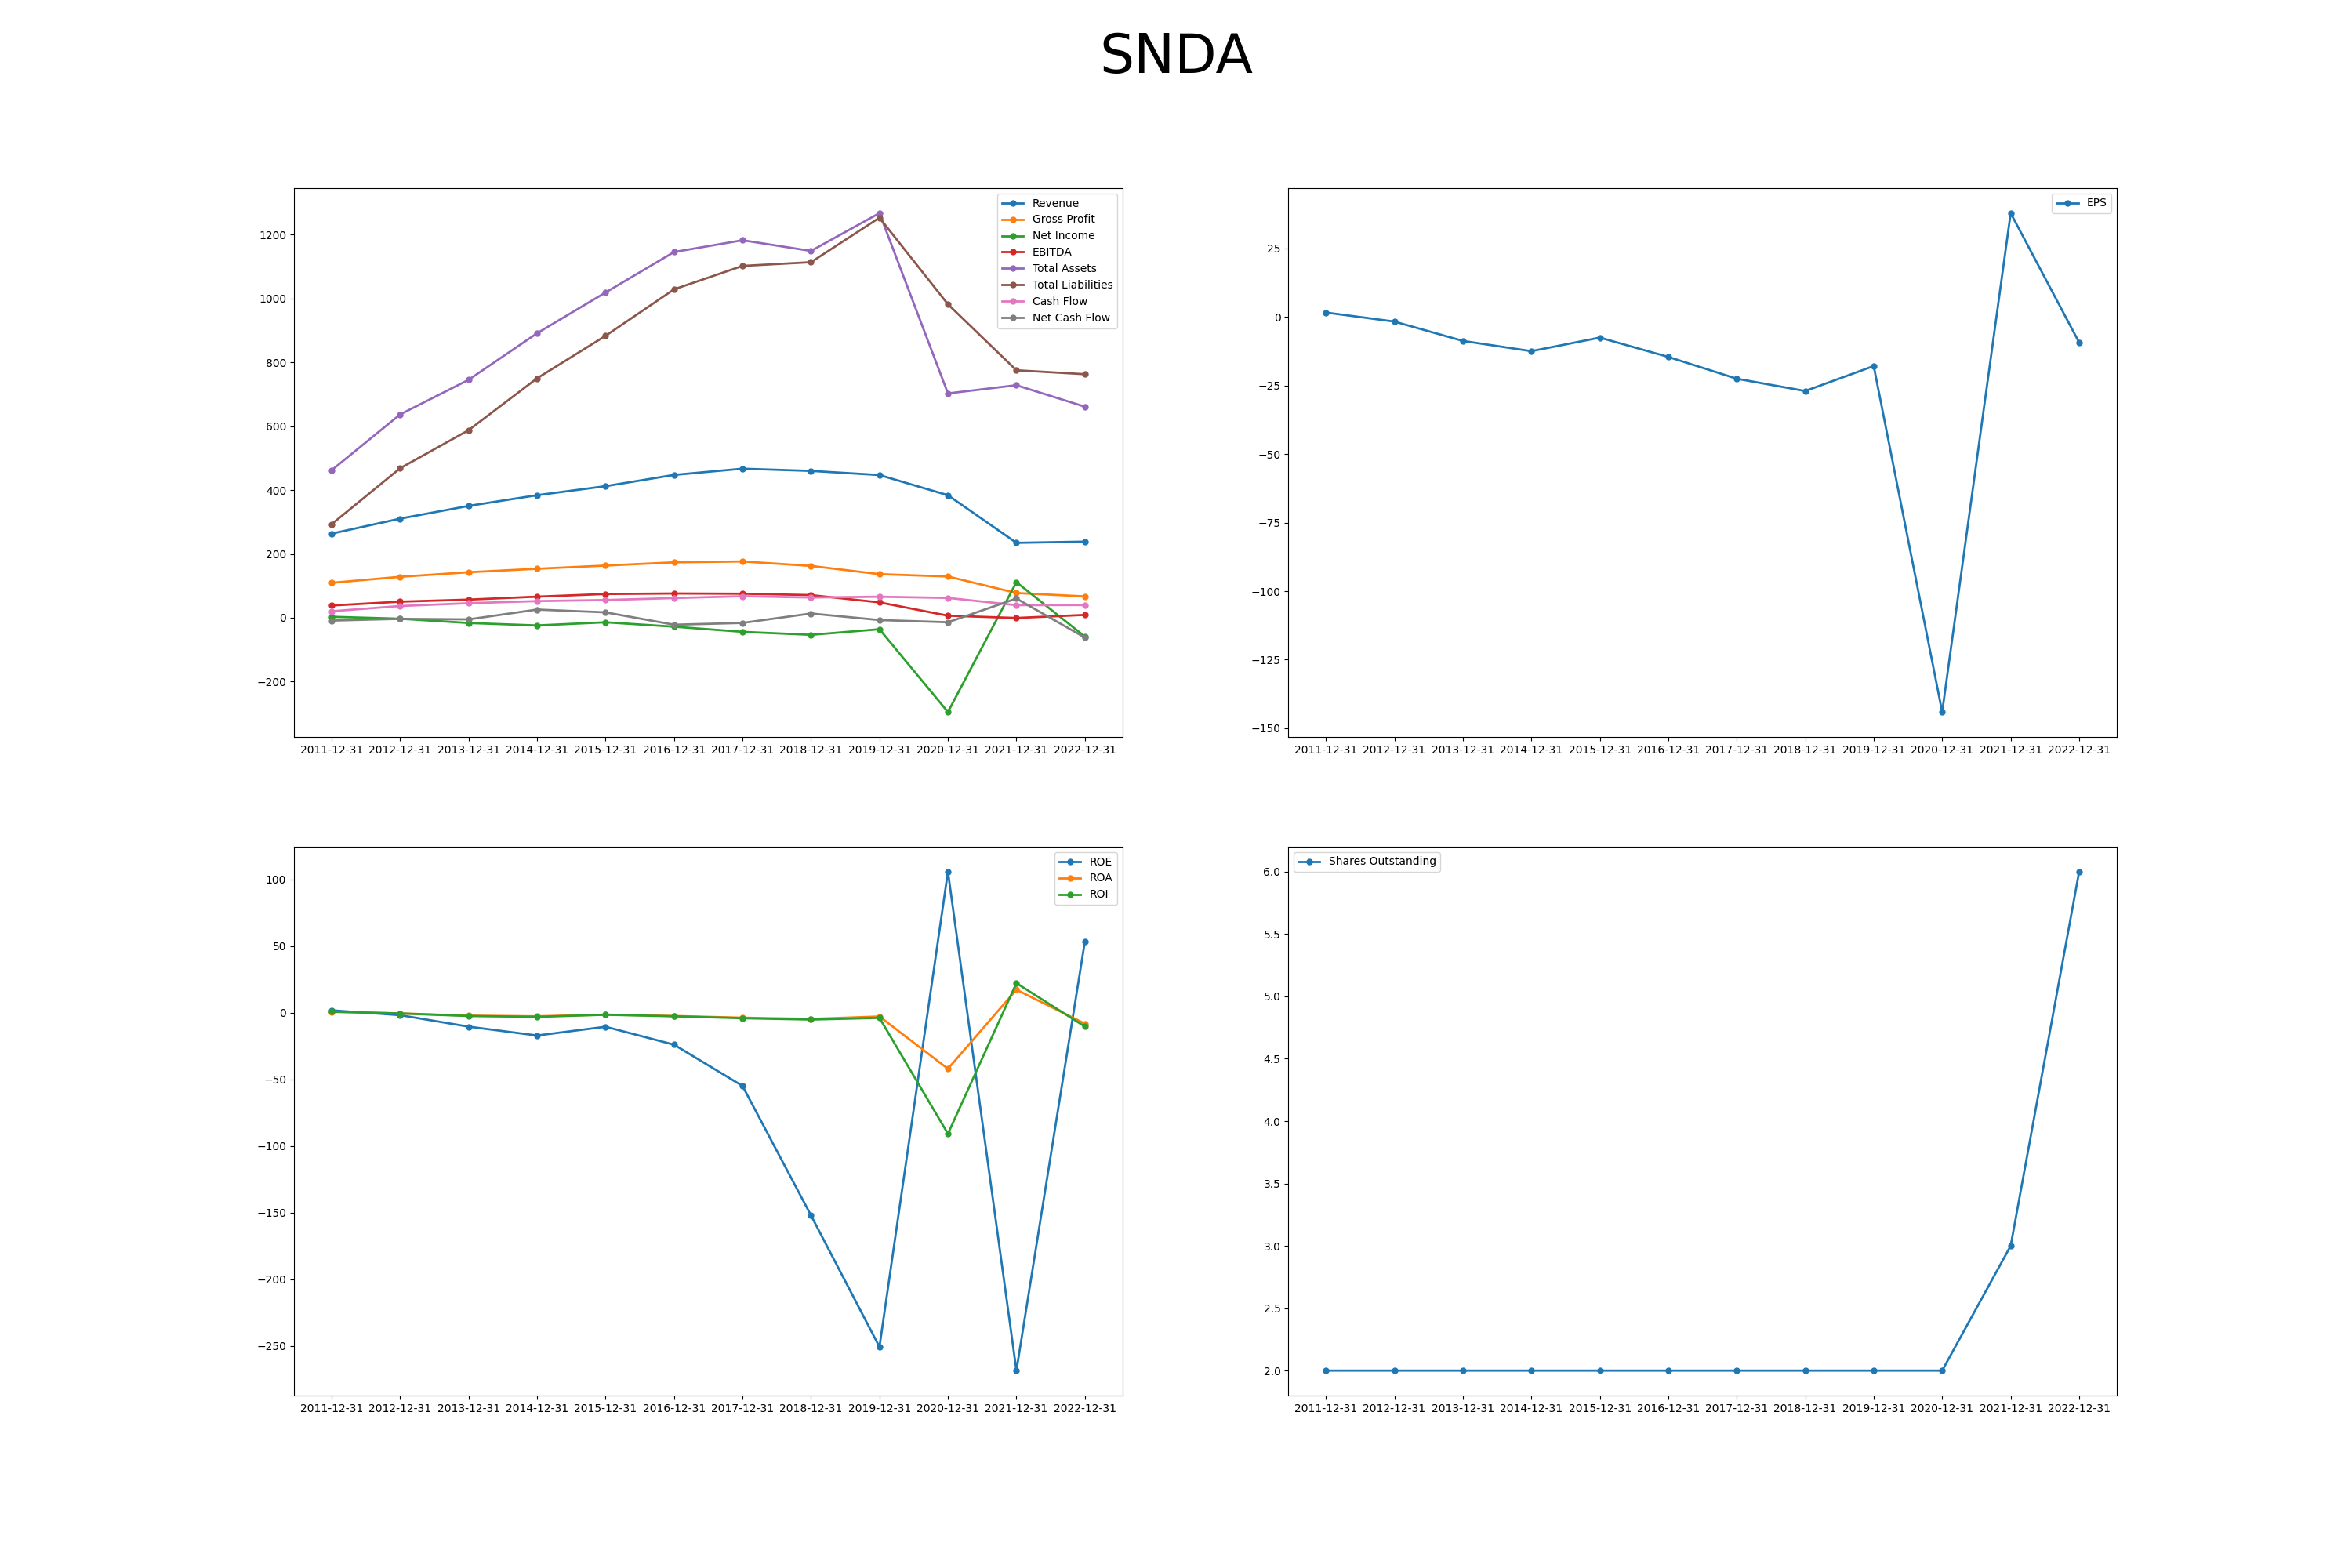 SNDA
1200
1000
800
600
400
200
0
−200
Revenue
Gross Profit
Net Income
EBITDA
Total Assets
Total Liabilities
Cash Flow
Net Cash Flow
2011-12-31 2012-12-31 2013-12-31 2014-12-31 2015-12-31 2016-12-31 2017-12-31 2018-12-31 2019-12-31 2020-12-31 2021-12-31 2022-12-31
25
0
−25
−50
−75
−100
−125
−150
EPS
2011-12-31 2012-12-31 2013-12-31 2014-12-31 2015-12-31 2016-12-31 2017-12-31 2018-12-31 2019-12-31 2020-12-31 2021-12-31 2022-12-31
100
50
0
−50
−100
−150
−200
−250
ROE
ROA
ROI
2011-12-31 2012-12-31 2013-12-31 2014-12-31 2015-12-31 2016-12-31 2017-12-31 2018-12-31 2019-12-31 2020-12-31 2021-12-31 2022-12-31
Shares Outstanding
6.0
5.5
5.0
4.5
4.0
3.5
3.0
2.5
2.0
2011-12-31 2012-12-31 2013-12-31 2014-12-31 2015-12-31 2016-12-31 2017-12-31 2018-12-31 2019-12-31 2020-12-31 2021-12-31 2022-12-31